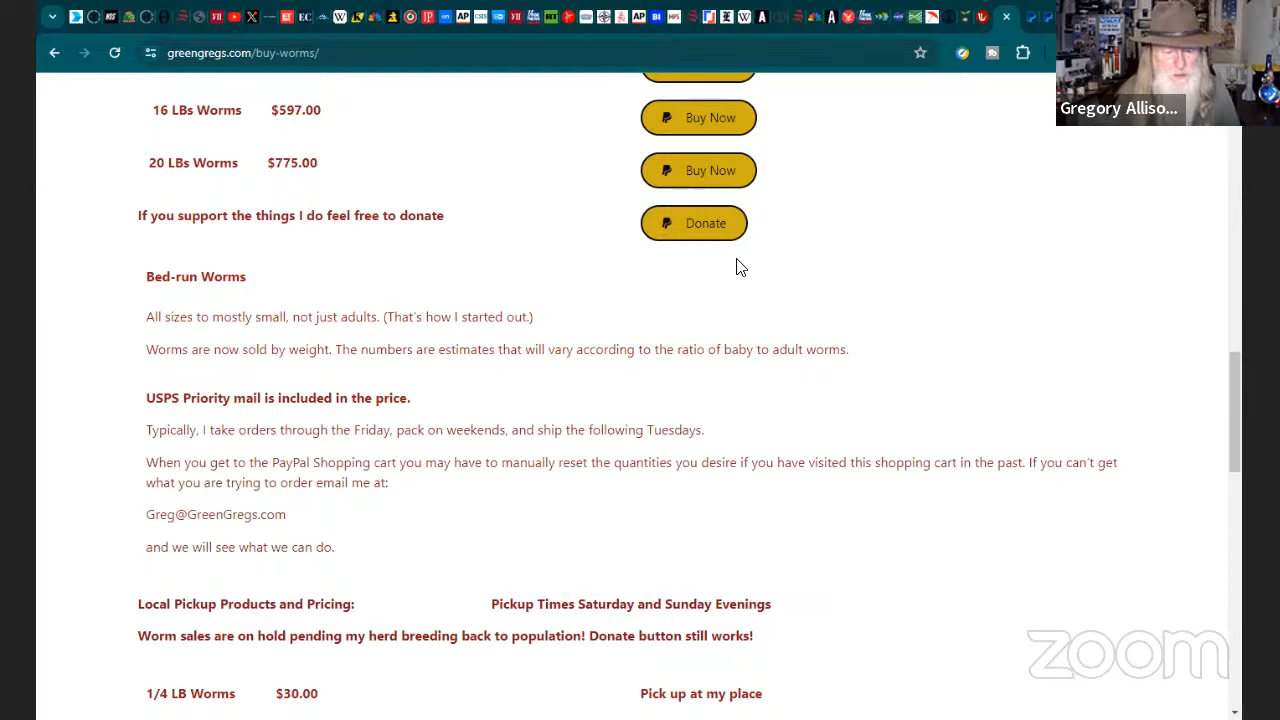 greengregs.com/buy-worms/
Gregory Alliso...
16 LBs Worms $597.00 Buy Now
20 LBs Worms $775.00 Buy Now
If you support the things I do feel free to donate Donate
Bed-run Worms
All sizes to mostly small, not just adults. (That's how I started out.)
Worms are now sold by weight. The numbers are estimates that will vary according to the ratio of baby to adult worms.
USPS Priority mail is included in the price.
Typically, I take orders through the Friday, pack on weekends, and ship the following Tuesdays.
When you get to the PayPal Shopping cart you may have to manually reset the quantities you desire if you have visited this shopping cart in the past. If you can't get
what you are trying to order email me at:
Greg@GreenGregs.com
and we will see what we can do.
Local Pickup Products and Pricing: Pickup Times Saturday and Sunday Evenings
Worm sales are on hold pending my herd breeding back to population! Donate button still works!
zoom
1/4 LB Worms $30.00 Pick up at my place